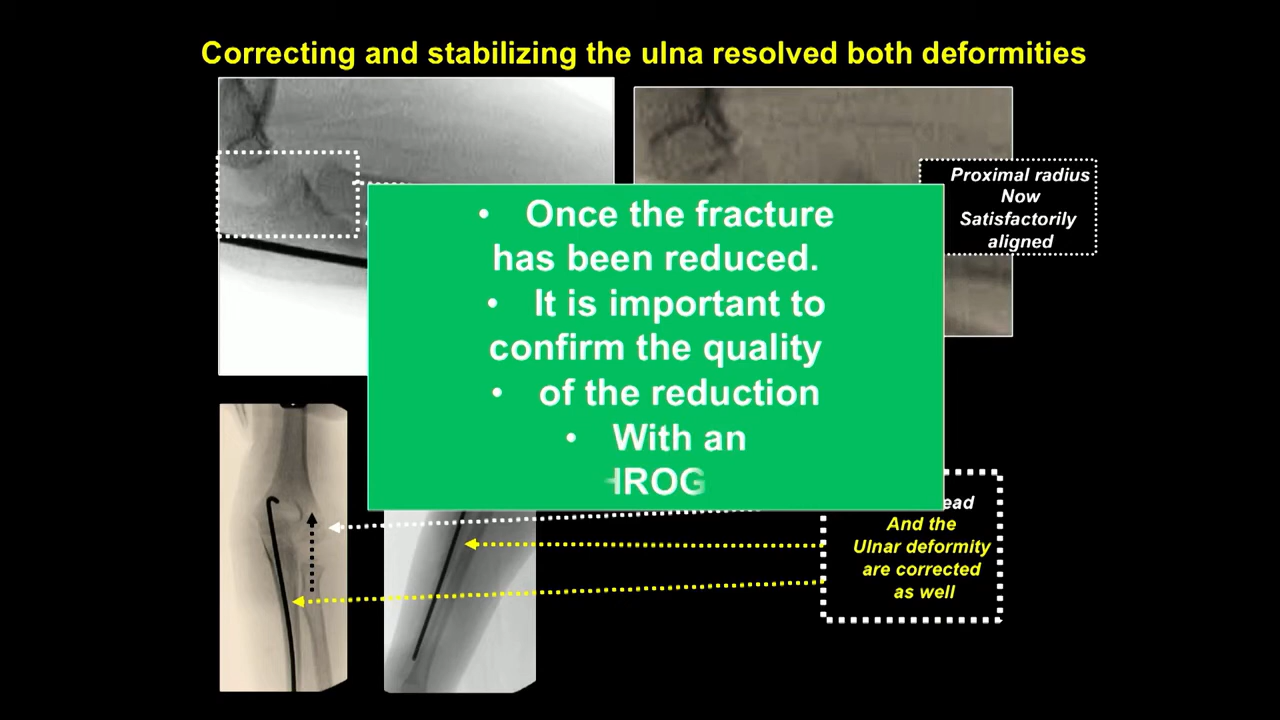 Correcting and stabilizing the ulna resolved both deformities
Proximal radius
Now
Satisfactorily
aligned
• Once the fracture
has been reduced.
• It is important to
confirm the quality
• of the reduction
• With an
And the
Ulnar deformity
are corrected
as well